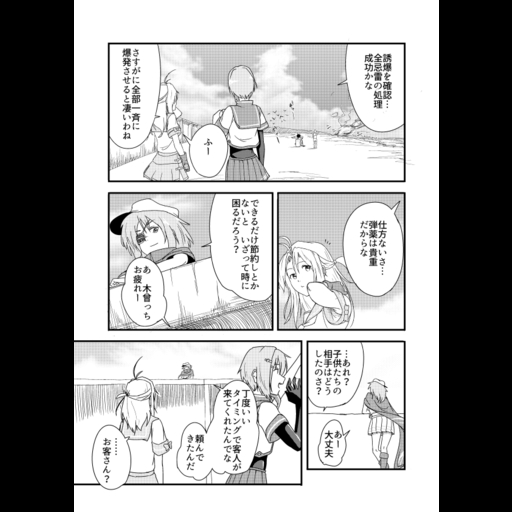 誘爆を確認…
全忌雷の処理
成功かな
さすがに全部一斉に
爆発させると凄いわね
ふー
仕方ないさ…
弾薬は貴重
だからな
できるだけ節約しとか
ないと いざって時に
困るだろう？
あ、木曾っち
お疲れー
…あれ？
子供たちの
相手はどう
したのさ？
あー
大丈夫
丁度いい
タイミングで客人が
来てくれたんでな
頼んで
きたんだ
……
お客さん？